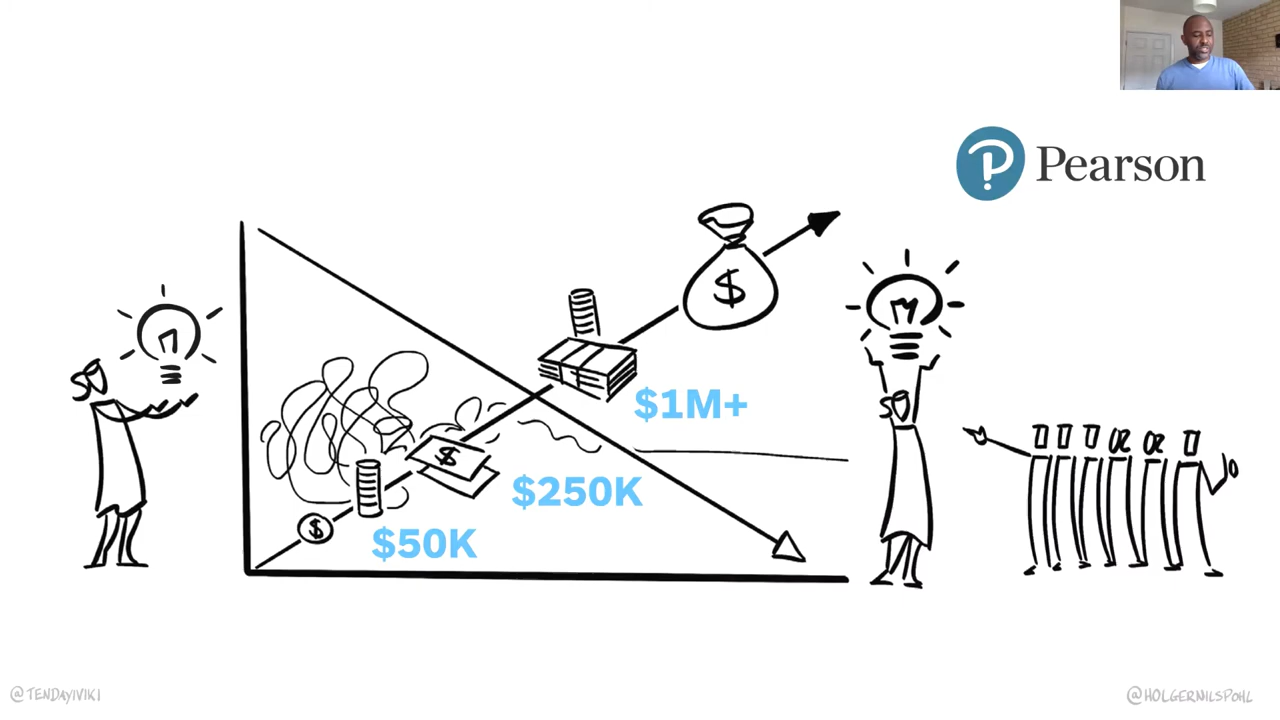 Pearson
$
$
$
$1M+
$250K
$50K
@TENDAYIVIKI
@HOLGERNILSPOHL